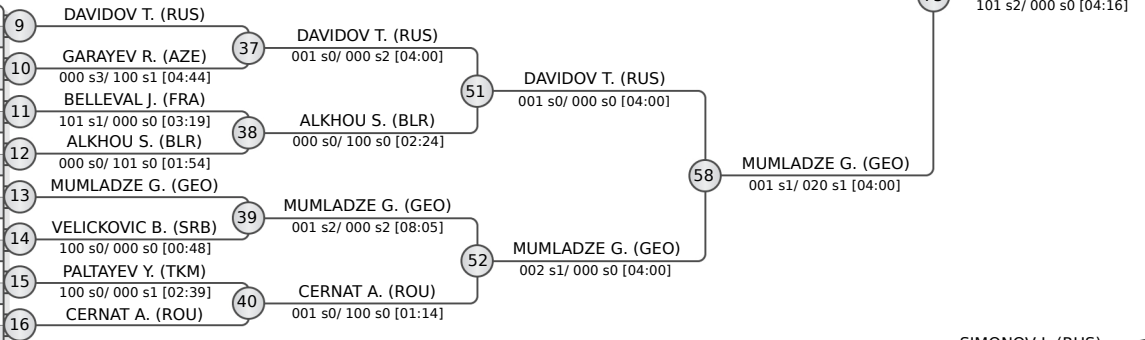 101 s2/ 000 s0 [04:16]
9
DAVIDOV T. (RUS)
37
DAVIDOV T. (RUS)
001 s0/ 000 s2 [04:00]
10
GARAYEV R. (AZE)
000 s3/ 100 s1 [04:44]
51
DAVIDOV T. (RUS)
001 s0/ 000 s0 [04:00]
11
BELLEVAL J. (FRA)
101 s1/ 000 s0 [03:19]
38
ALKHOU S. (BLR)
000 s0/ 100 s0 [02:24]
12
ALKHOU S. (BLR)
000 s0/ 101 s0 [01:54]
58
MUMLADZE G. (GEO)
001 s1/ 020 s1 [04:00]
13
MUMLADZE G. (GEO)
39
MUMLADZE G. (GEO)
001 s2/ 000 s2 [08:05]
14
VELICKOVIC B. (SRB)
100 s0/ 000 s0 [00:48]
52
MUMLADZE G. (GEO)
002 s1/ 000 s0 [04:00]
15
PALTAYEV Y. (TKM)
100 s0/ 000 s1 [02:39]
40
CERNAT A. (ROU)
001 s0/ 100 s0 [01:14]
16
CERNAT A. (ROU)